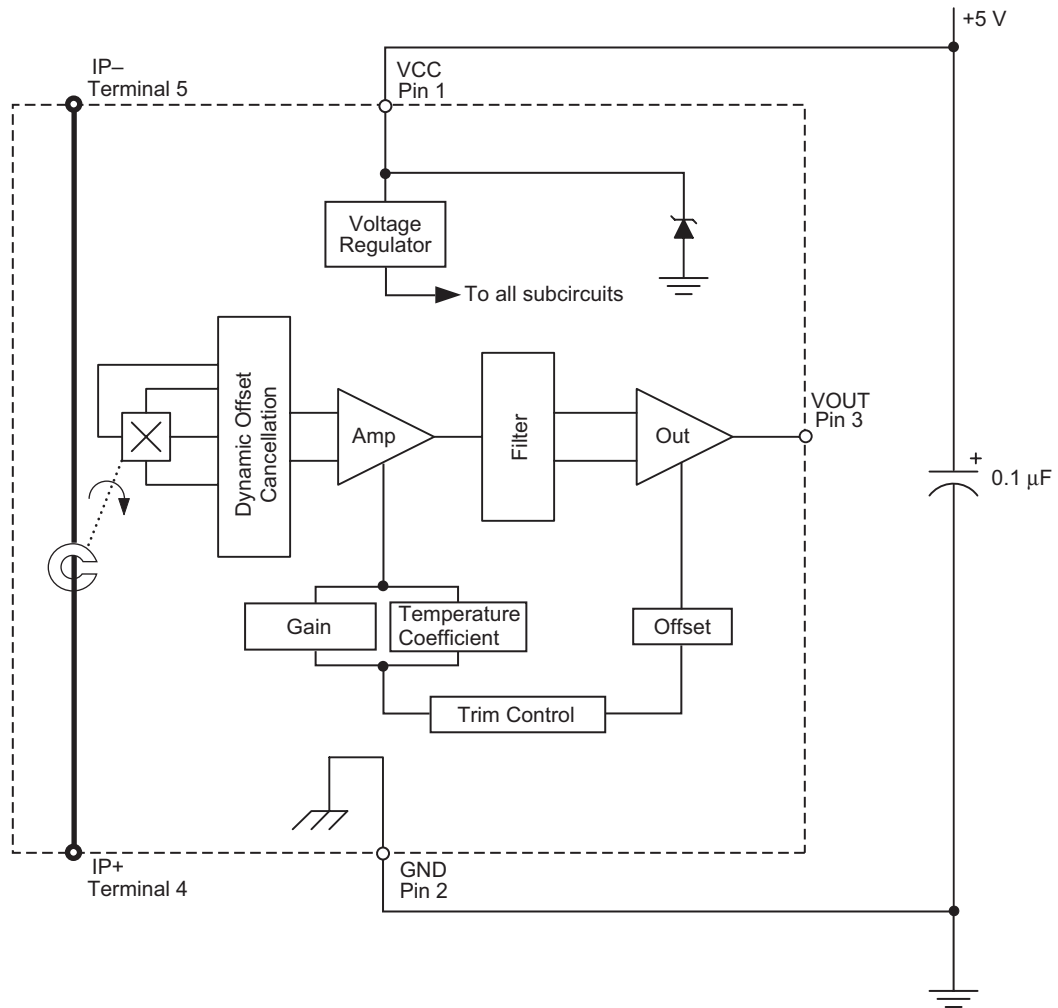 +5 V
IP–
Terminal 5
VCC
Pin 1
Voltage
Regulator
To all subcircuits
Dynamic Offset
Cancellation
Amp
Filter
Out
VOUT
Pin 3
+
0.1 µF
Gain
Temperature
Coefficient
Offset
Trim Control
IP+
Terminal 4
GND
Pin 2